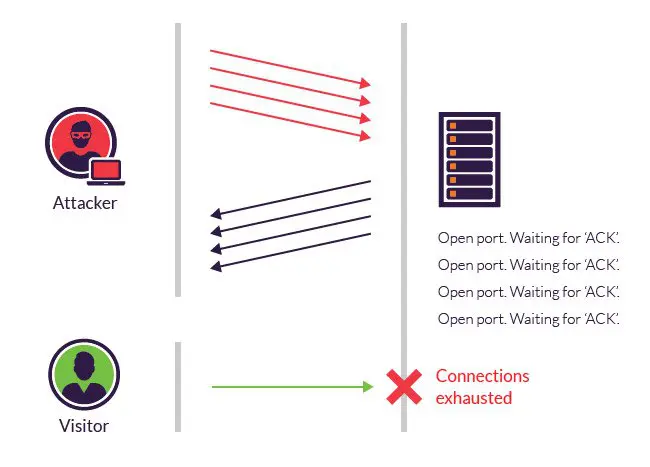 Attacker
Open port. Waiting for ‘ACK’.
Open port. Waiting for ‘ACK’.
Open port. Waiting for ‘ACK’.
Open port. Waiting for ‘ACK’.
Visitor
Connections
exhausted